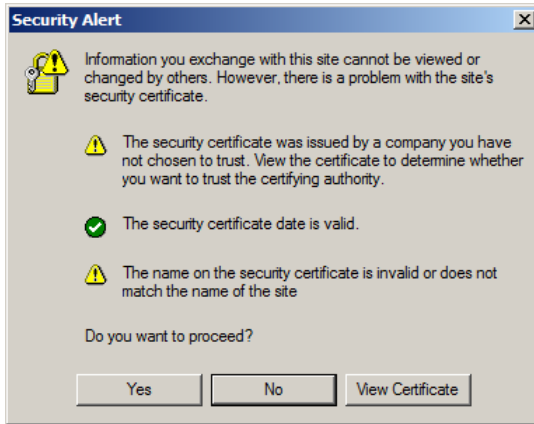 Security Alert
Information you exchange with this site cannot be viewed or
changed by others. However, there is a problem with the site's
security certificate.
The security certificate was issued by a company you have
not chosen to trust. View the certificate to determine whether
you want to trust the certifying authority.
The security certificate date is valid.
The name on the security certificate is invalid or does not
match the name of the site
Do you want to proceed?
Yes
No
View Certificate